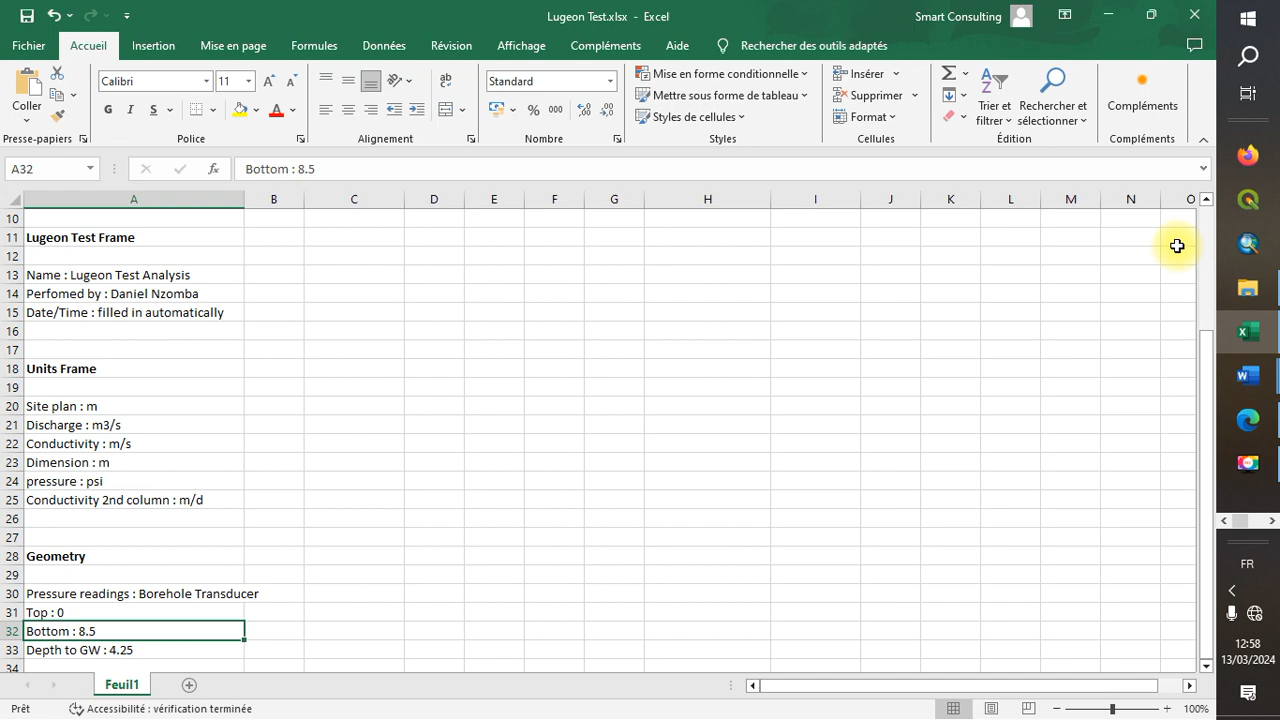 Lugeon Test.xlsx - Excel
Smart Consulting
Fichier Accueil Insertion Mise en page Formules Données Révision Affichage Compléments Aide Rechercher des outils adaptés
Coller
Calibri 11
G I S
Standard
% 000
Mise en forme conditionnelle
Mettre sous forme de tableau
Styles de cellules
Insérer
Supprimer
Format
Trier et filtrer
Rechercher et sélectionner
Compléments
Presse-papiers Police Alignement Nombre Styles Cellules Édition Compléments
A32 fx Bottom : 8.5
A B C D E F G H I J K L M N O
10
11 Lugeon Test Frame
12
13 Name : Lugeon Test Analysis
14 Perfomed by : Daniel Nzomba
15 Date/Time : filled in automatically
16
17
18 Units Frame
19
20 Site plan : m
21 Discharge : m3/s
22 Conductivity : m/s
23 Dimension : m
24 pressure : psi
25 Conductivity 2nd column : m/d
26
27
28 Geometry
29
30 Pressure readings : Borehole Transducer
31 Top : 0
32 Bottom : 8.5
33 Depth to GW : 4.25
34
Feuil1
Prêt Accessibilité : vérification terminée 100%
FR
12:58
13/03/2024